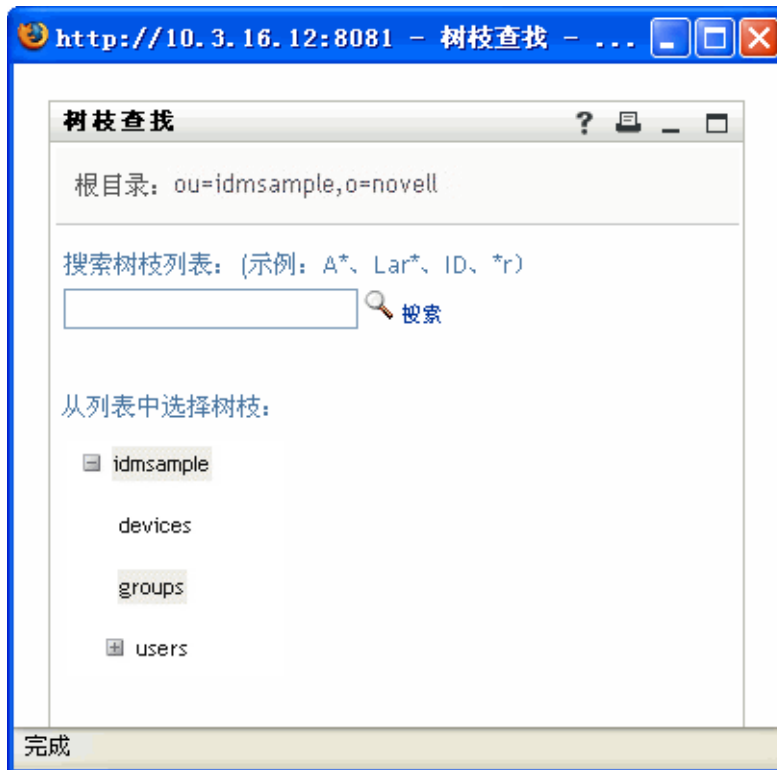 http://10.3.16.12:8081 - 树枝查找 - ...
树枝查找
根目录：ou=idmsample,o=novell
搜索树枝列表：(示例：A*、Lar*、ID、*r）
搜索
从列表中选择树枝：
idmsample
devices
groups
users
完成